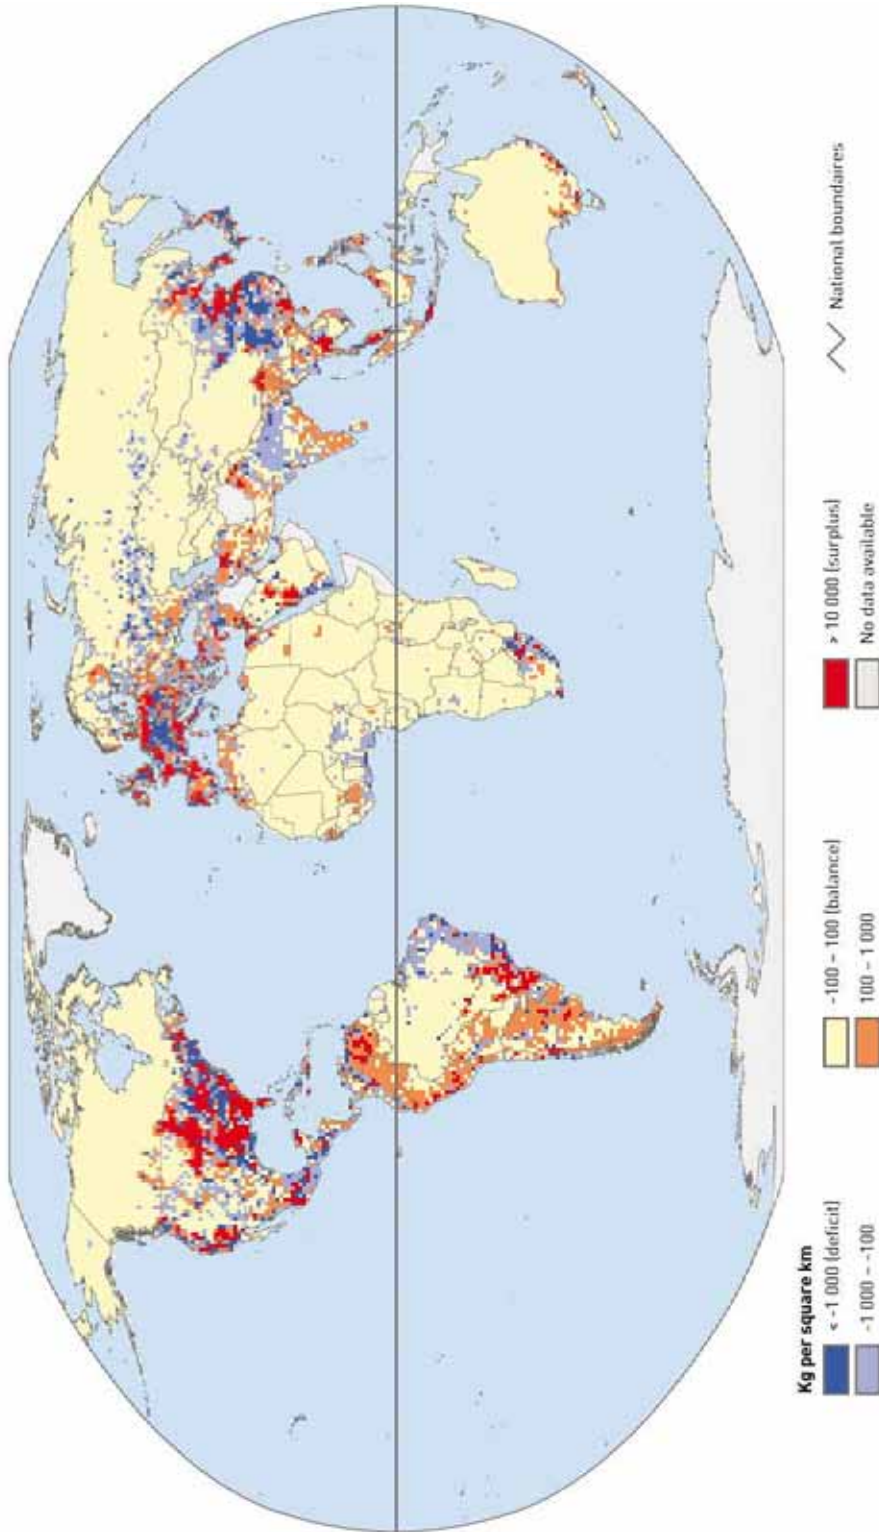 Kg per square km
< -1 000 (deficit)
-1 000 – -100
-100 – 100 (balance)
100 – 1 000
> 10 000 (surplus)
No data available
National boundaires